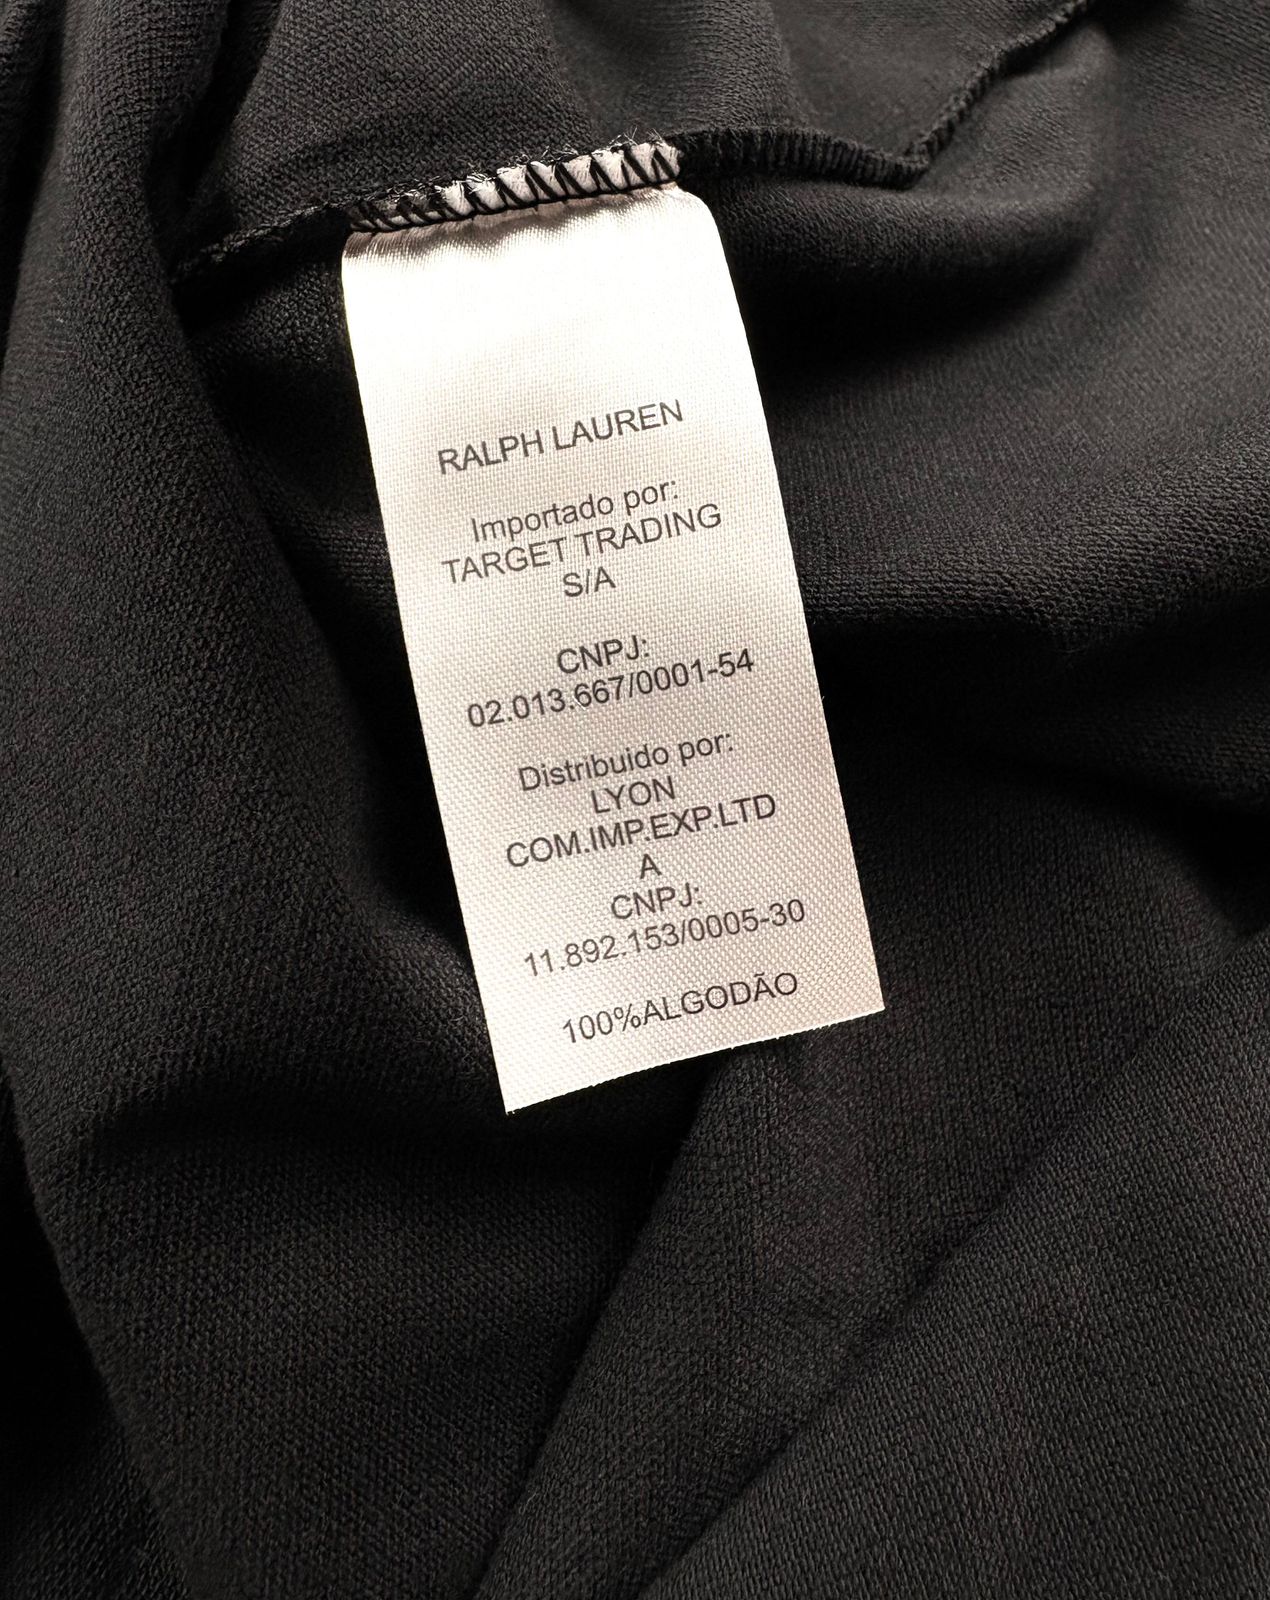 RALPH LAUREN
Importado por:
TARGET TRADING
S/A
CNPJ:
02.013.667/0001-54
Distribuido por:
LYON
COM.IMP.EXP.LTD
A
CNPJ:
11.892.153/0005-30
100%ALGODÃO